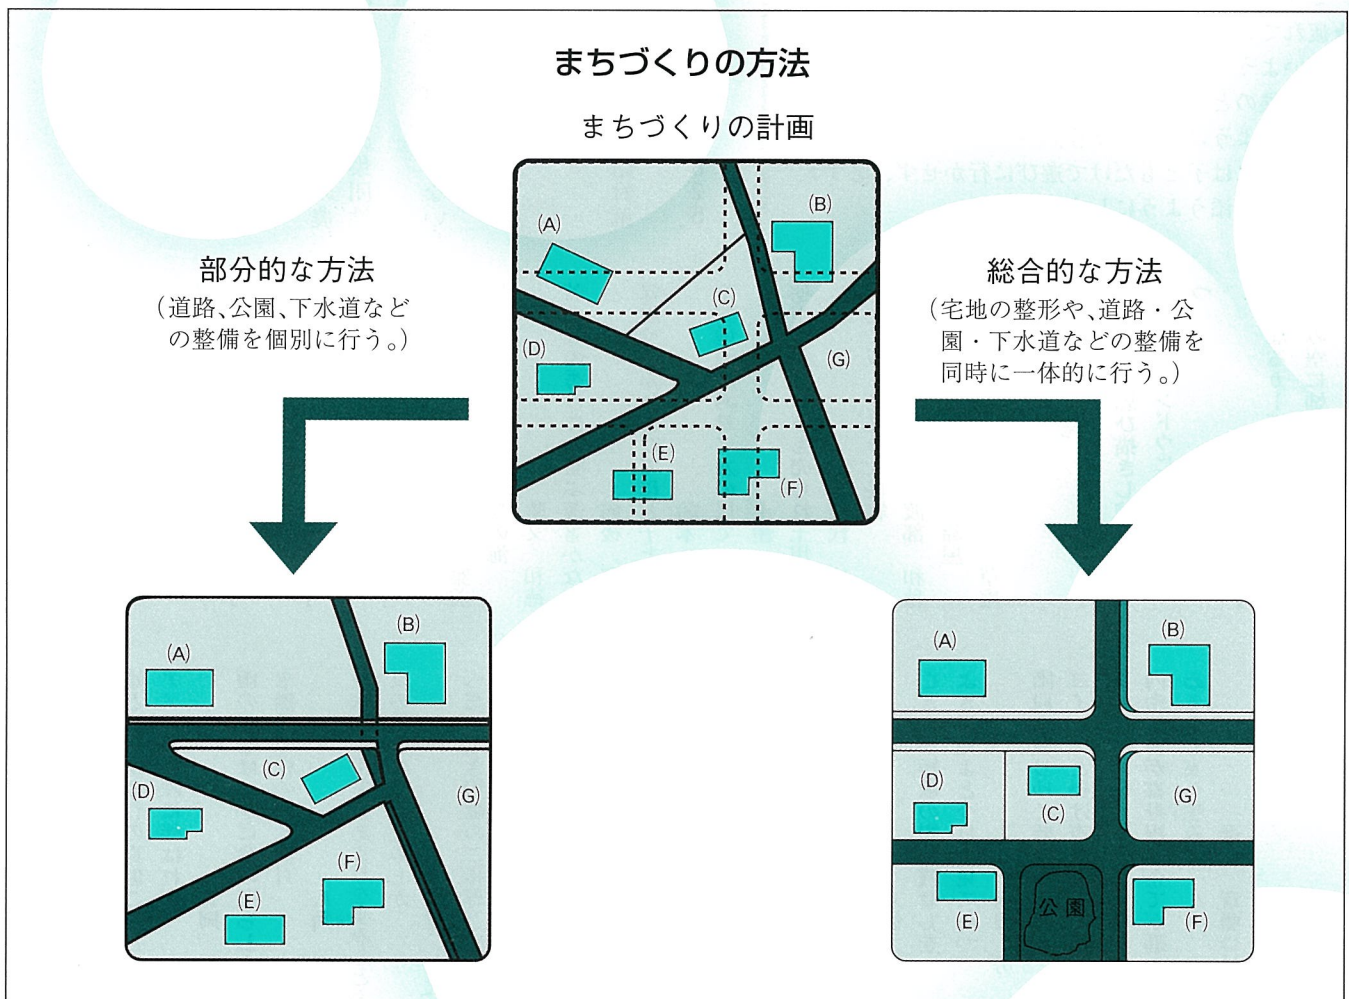 まちづくりの方法
まちづくりの計画
部分的な方法
（道路、公園、下水道など
の整備を個別に行う。）
総合的な方法
（宅地の整形や、道路・公
園・下水道などの整備を
同時に一体的に行う。）
(A)
(B)
(C)
(D)
(G)
(E)
(F)
(A)
(B)
(C)
(D)
(G)
(F)
(E)
(A)
(B)
(D)
(C)
(G)
(E)
公園
(F)